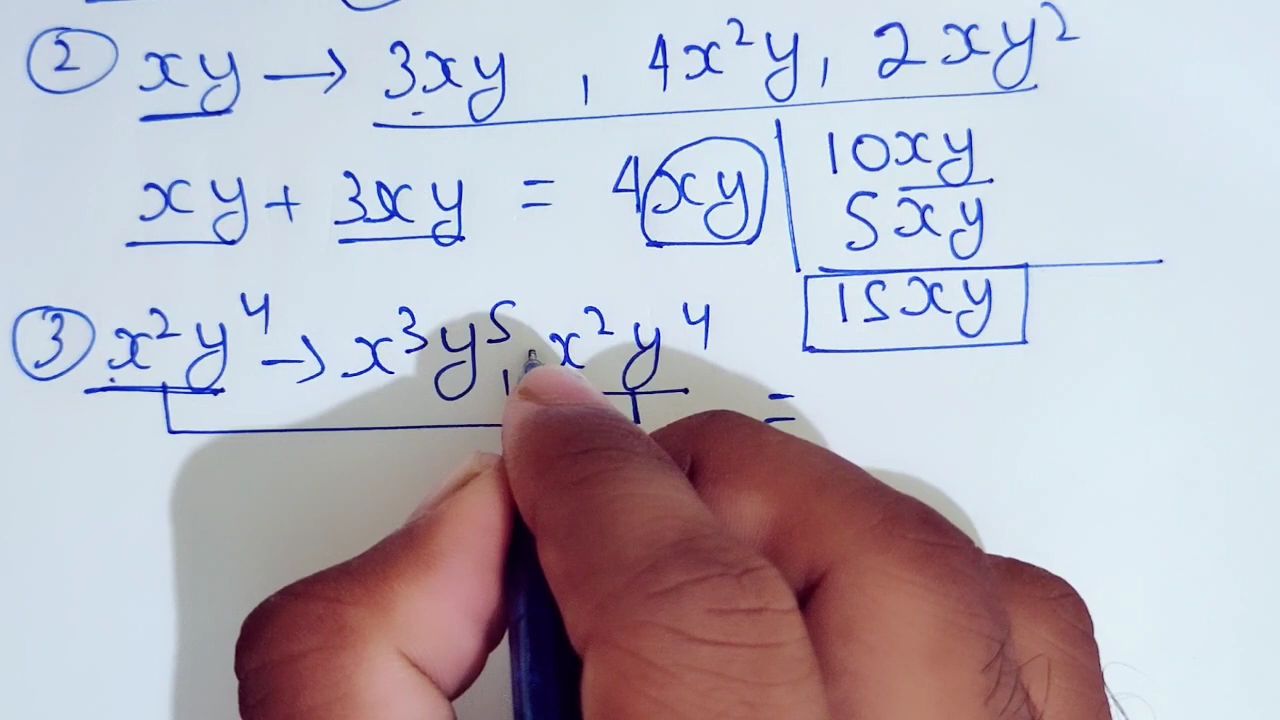 ② xy → 3xy , 4x²y, 2xy²
xy + 3xy = 4xy
10xy
5xy
15xy
③ x²y⁴ → x³y⁵, x²y⁴
=